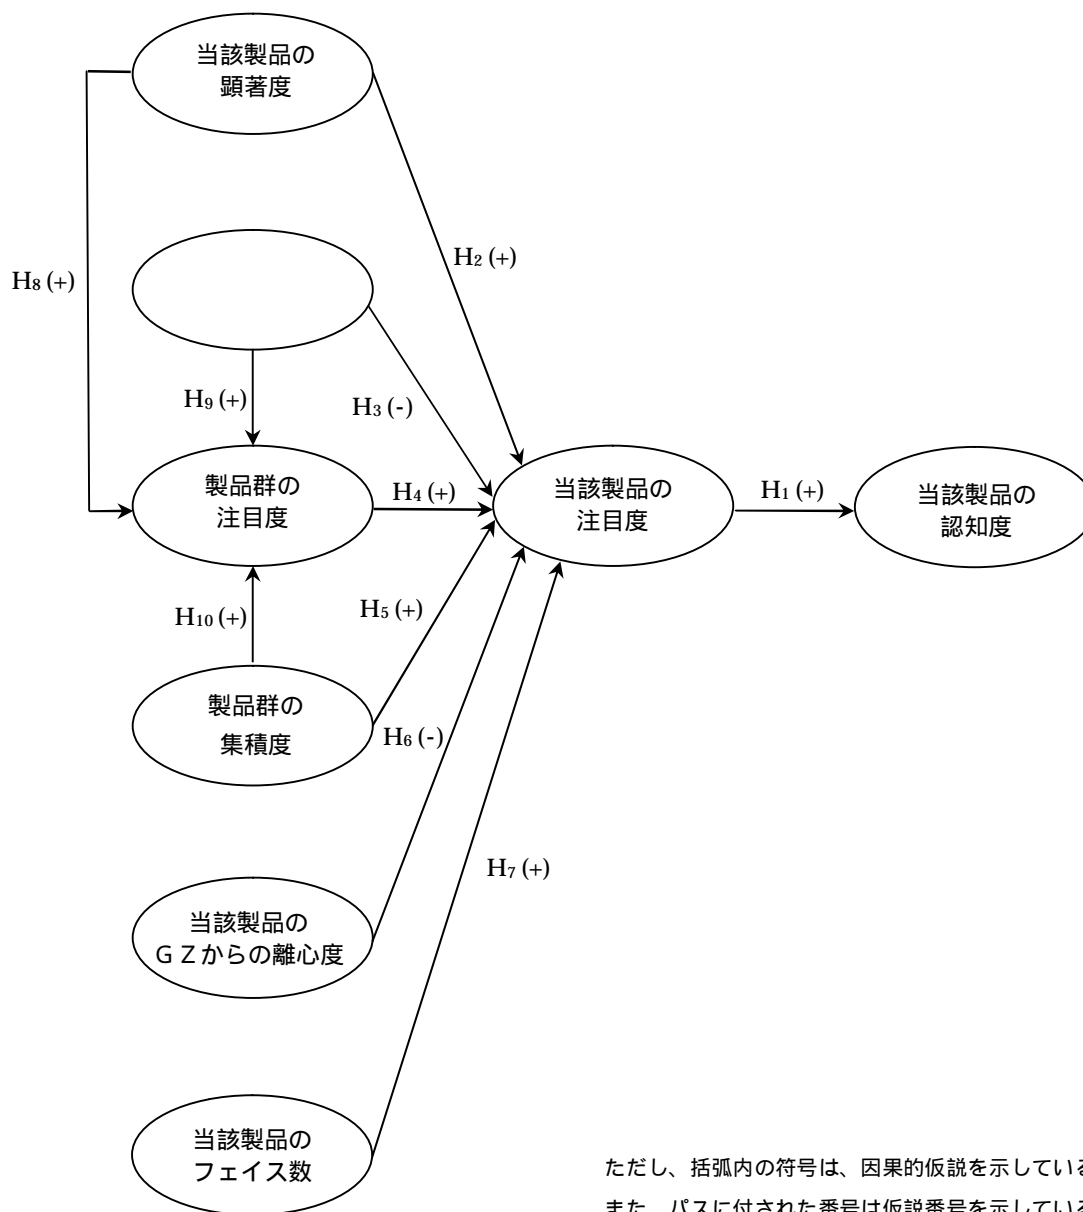 当該製品の
顕著度
H2 (+)
H8 (+)
H9 (+)
H3 (-)
製品群の
注目度
H4 (+)
当該製品の
注目度
H1 (+)
当該製品の
認知度
H10 (+)
H5 (+)
製品群の
集積度
H6 (-)
H7 (+)
当該製品の
GZからの離心度
当該製品の
フェイス数
ただし、括弧内の符号は、因果的仮説を示している
また、パスに付された番号は仮説番号を示している